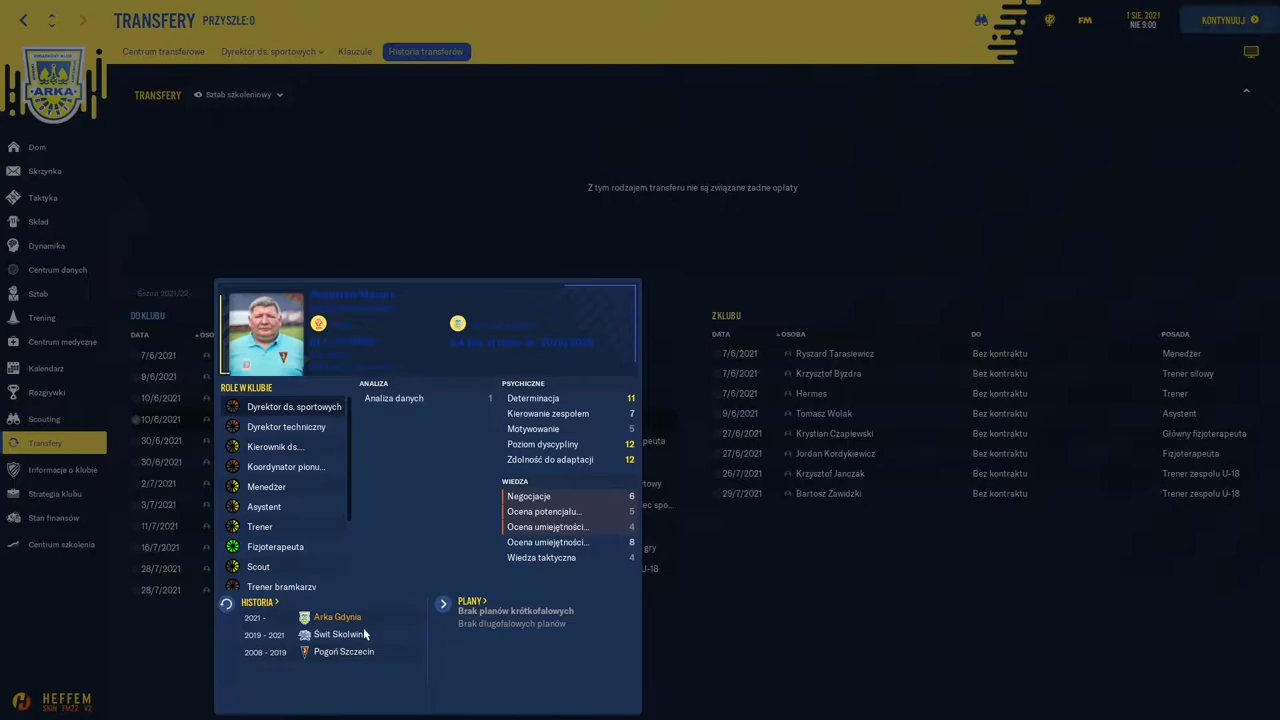 TRANSFERY PRZYSZŁE: 0
FM
1 SIE, 2021
NIE 9:00
KONTYNUUJ
Centrum transferowe
Dyrektor ds. sportowych
Klauzule
Historia transferów
ARKA
TRANSFERY
Sztab szkoleniowy
Dom
Skrzynka
Taktyka
Skład
Dynamika
Centrum danych
Sztab
Trening
Centrum medyczne
Kalendarz
Rozgrywki
Scouting
Transfery
Informacje o klubie
Strategia klubu
Stan finansów
Centrum szkolenia
HEFFEM
SKIN FM22 V2
Z tym rodzajem transferu nie są związane żadne opłaty
Sezon 2021/22
DO KLUBU
DATA
7/6/2021
9/6/2021
10/6/2021
10/6/2021
30/6/2021
30/6/2021
2/7/2021
3/7/2021
11/7/2021
16/7/2021
28/7/2021
28/7/2021
ROLE W KLUBIE
Dyrektor ds. sportowych
Dyrektor techniczny
Kierownik ds....
Koordynator pionu...
Menedżer
Asystent
Trener
Fizjoterapeuta
Scout
Trener bramkarzy
ANALIZA
Analiza danych 1
PSYCHICZNE
Determinacja 11
Kierowanie zespołem 7
Motywowanie 5
Poziom dyscypliny 12
Zdolność do adaptacji 12
WIEDZA
Negocjacje 6
Ocena potencjału... 5
Ocena umiejętności... 4
Ocena umiejętności... 8
Wiedza taktyczna 4
HISTORIA >
2021 - Arka Gdynia
2019 - 2021 Świt Skolwin
2008 - 2019 Pogoń Szczecin
PLANY >
Brak planów krótkofalowych
Brak długofalowych planów
Z KLUBU
DATA OSOBA DO POSADA
7/6/2021 Ryszard Tarasiewicz Bez kontraktu Menedżer
7/6/2021 Krzysztof Byzdra Bez kontraktu Trener siłowy
7/6/2021 Hermes Bez kontraktu Trener
9/6/2021 Tomasz Wolak Bez kontraktu Asystent
27/6/2021 Krystian Czapiewski Bez kontraktu Główny fizjoterapeuta
27/6/2021 Jordan Kordykiewicz Bez kontraktu Fizjoterapeuta
26/7/2021 Krzysztof Janczak Bez kontraktu Trener zespołu U-18
29/7/2021 Bartosz Zawidzki Bez kontraktu Trener zespołu U-18